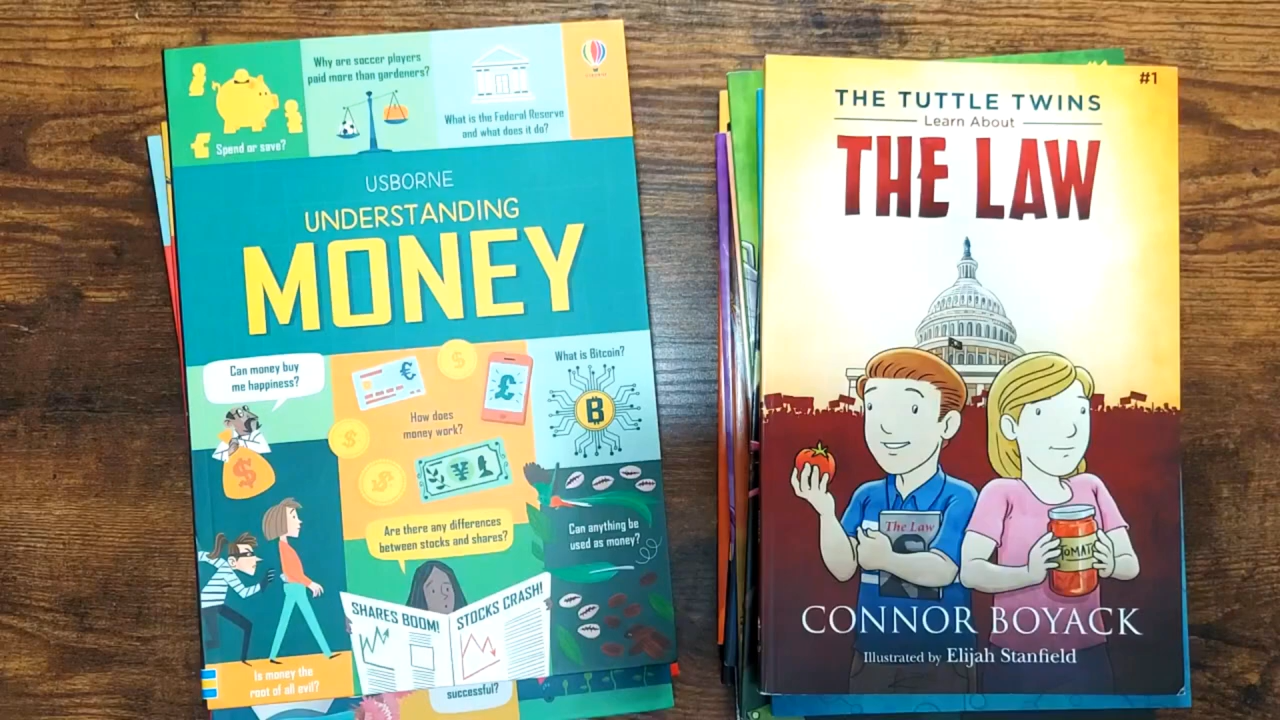 Why are soccer players
paid more than gardeners?
What is the Federal Reserve
and what does it do?
Spend or save?
USBORNE
UNDERSTANDING
MONEY
Can money buy
me happiness?
How does
money work?
What is Bitcoin?
B
Are there any differences
between stocks and shares?
Can anything be
used as money?
SHARES BOOM!
STOCKS CRASH!
Is money the
root of all evil?
successful?
#1
THE TUTTLE TWINS
Learn About
THE LAW
The Law
TOMAT
CONNOR BOYACK
Illustrated by Elijah Stanfield